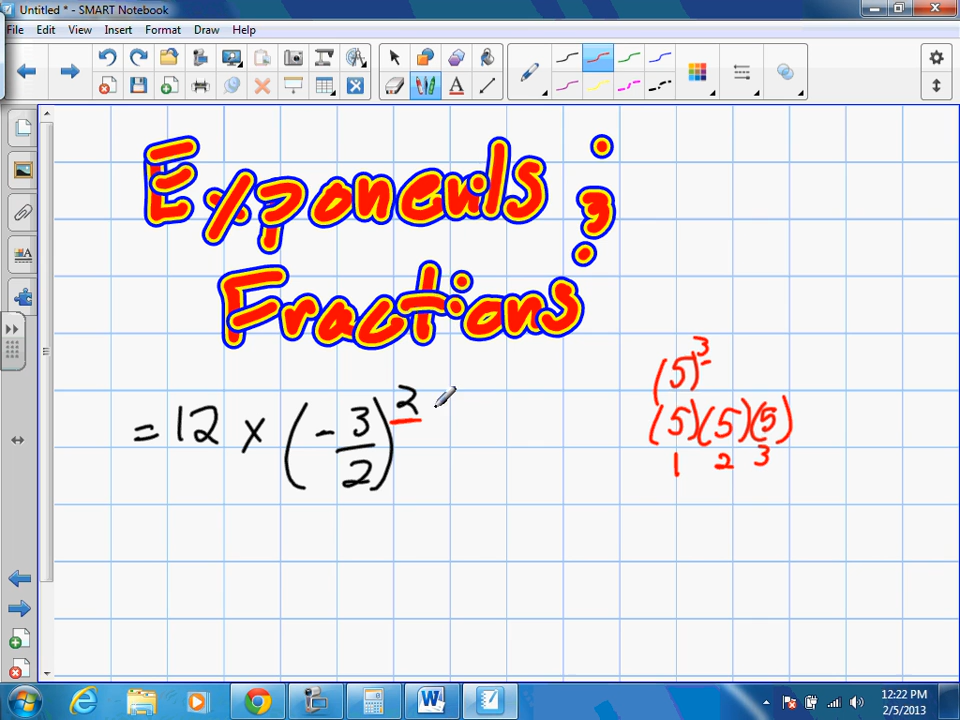 Untitled * - SMART Notebook
File Edit View Insert Format Draw Help
Exponents &
Fractions
(5)³
= 12 × (-3/2)²
(5)(5)(5)
1 2 3
12:22 PM
2/5/2013